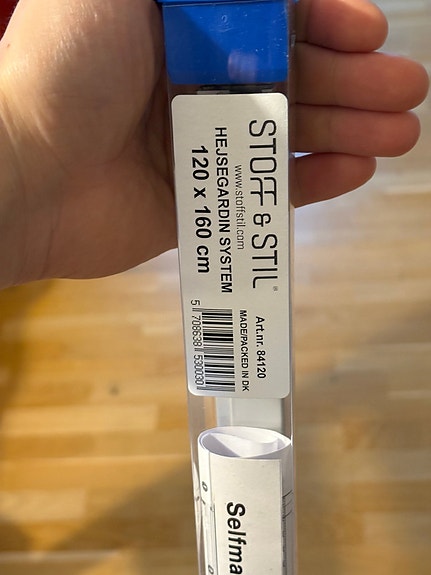 STOFF & STIL®
www.stoffstil.com
HEJSEGARDIN SYSTEM
120 x 160 cm
Art.nr. 84120
MADE/PACKED IN DK
5 708638 530030
Selfma